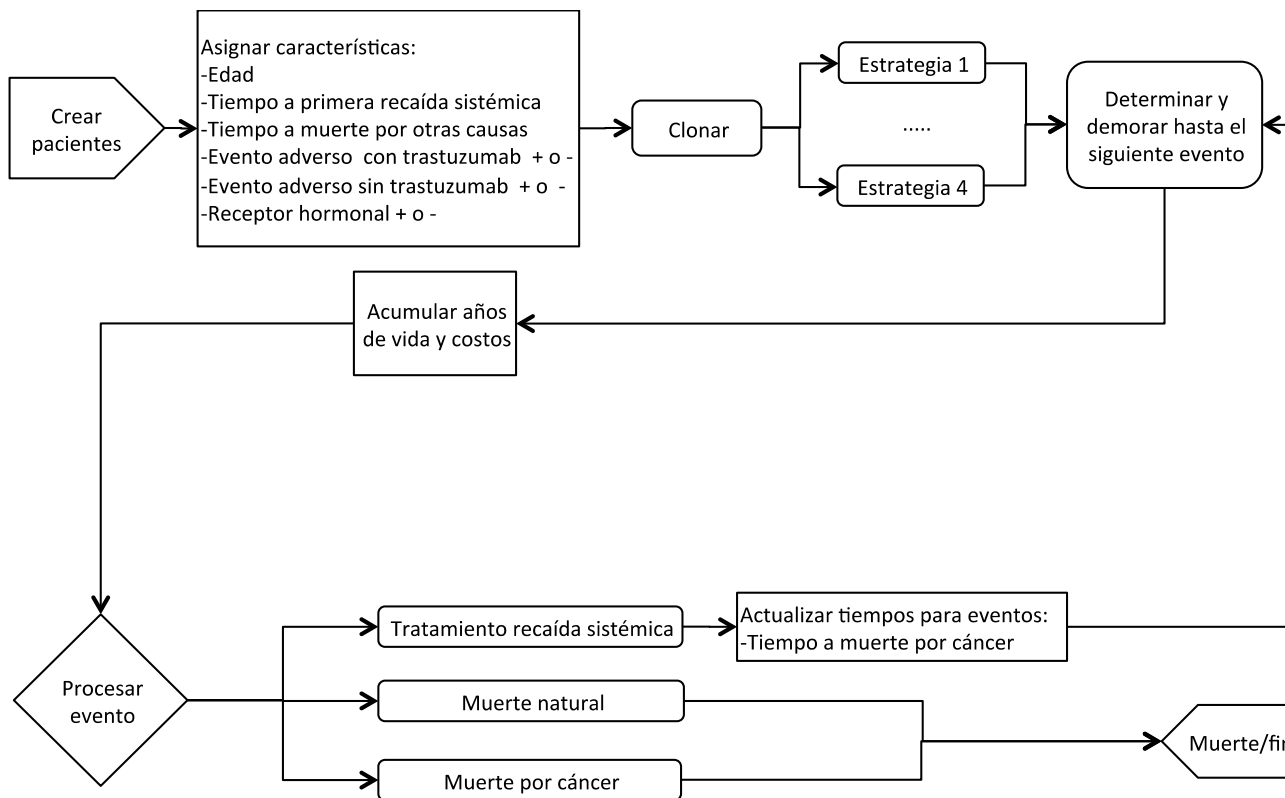 Crear
pacientes
Asignar características:
-Edad
-Tiempo a primera recaída sistémica
-Tiempo a muerte por otras causas
-Evento adverso con trastuzumab + o -
-Evento adverso sin trastuzumab + o -
-Receptor hormonal + o -
Clonar
Estrategia 1
.....
Estrategia 4
Determinar y
demorar hasta el
siguiente evento
Acumular años
de vida y costos
Procesar
evento
Tratamiento recaída sistémica
Actualizar tiempos para eventos:
-Tiempo a muerte por cáncer
Muerte natural
Muerte por cáncer
Muerte/fin